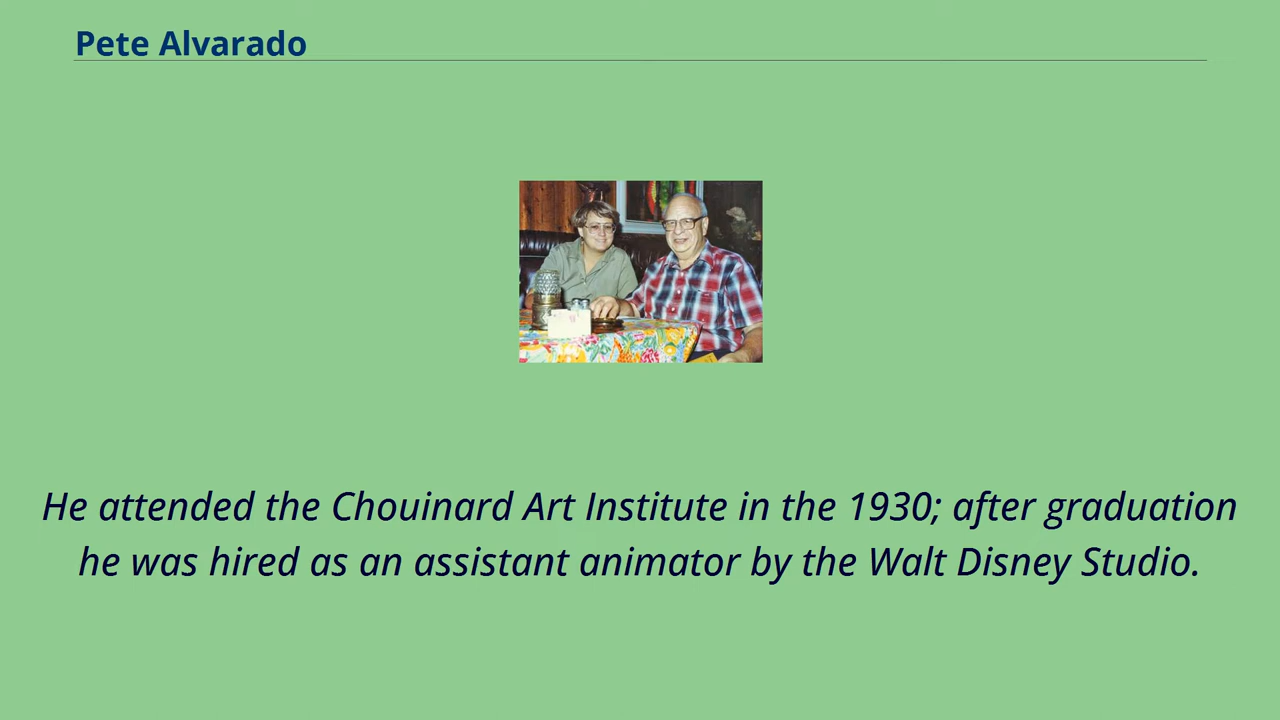 Pete Alvarado
He attended the Chouinard Art Institute in the 1930; after graduation
he was hired as an assistant animator by the Walt Disney Studio.